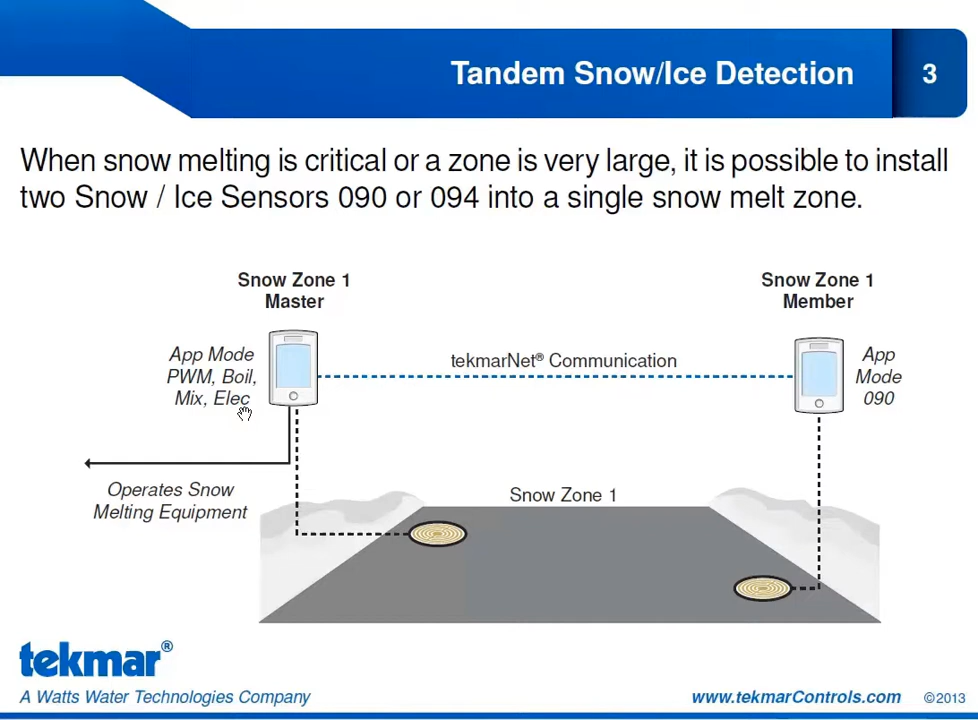 Tandem Snow/Ice Detection
3
When snow melting is critical or a zone is very large, it is possible to install
two Snow / Ice Sensors 090 or 094 into a single snow melt zone.
Snow Zone 1
Master
Snow Zone 1
Member
App Mode
PWM, Boil,
Mix, Elec
tekmarNet® Communication
App
Mode
090
Operates Snow
Melting Equipment
Snow Zone 1
tekmar®
A Watts Water Technologies Company
www.tekmarControls.com
©2013